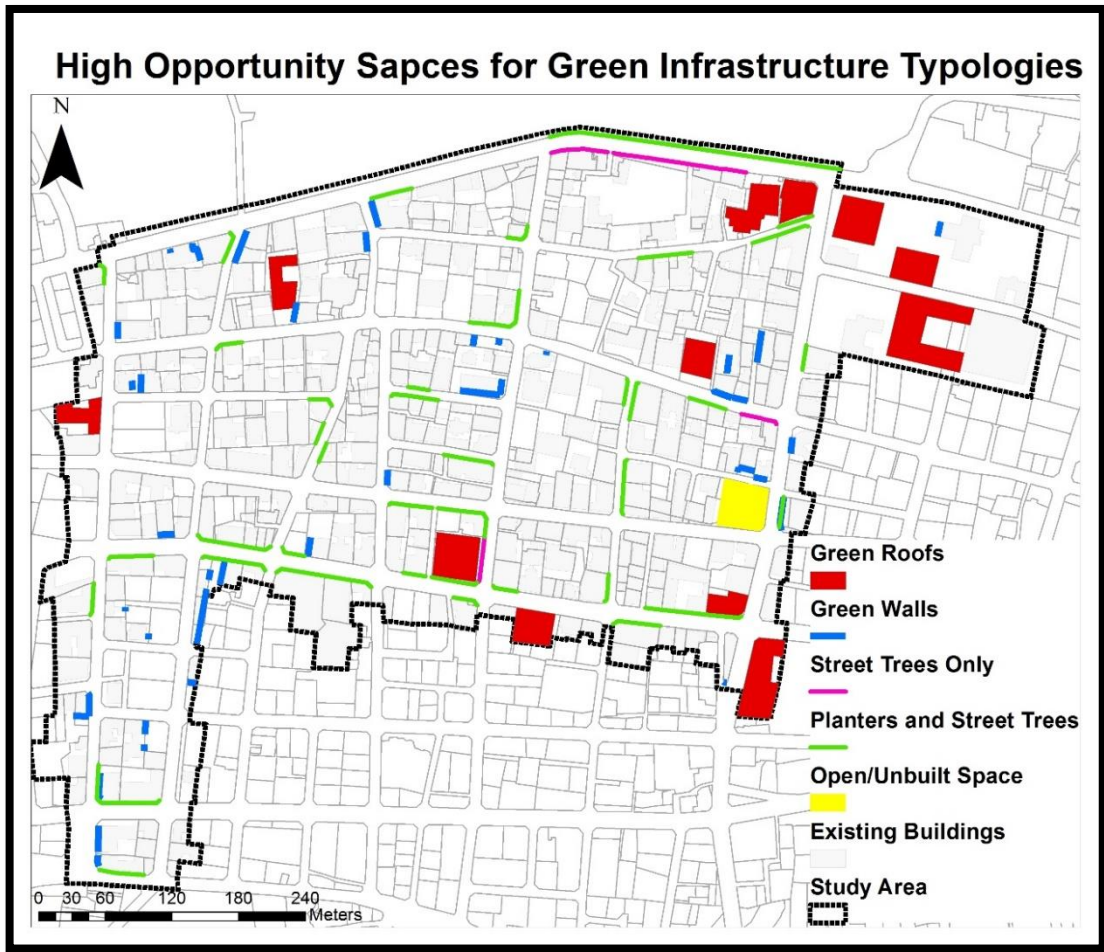 High Opportunity Sapces for Green Infrastructure Typologies
N
Green Roofs
Green Walls
Street Trees Only
Planters and Street Trees
Open/Unbuilt Space
Existing Buildings
Study Area
0 30 60 120 180 240
Meters